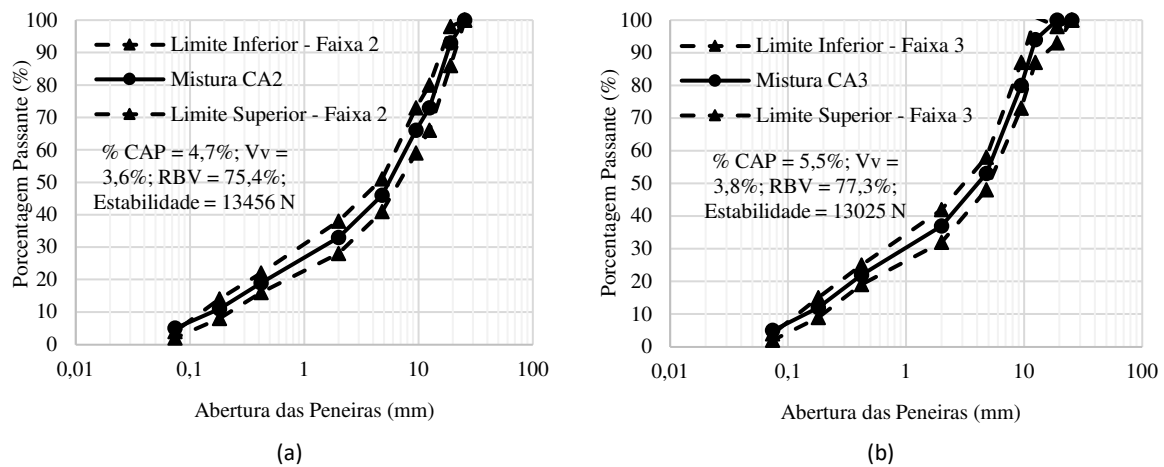 100
90
80
70
60
50
40
30
20
10
0
Porcentagem Passante (%)
Limite Inferior - Faixa 2
Mistura CA2
Limite Superior - Faixa 2
% CAP = 4,7%; Vv =
3,6%; RBV = 75,4%;
Estabilidade = 13456 N
0,01
0,1
1
10
100
Abertura das Peneiras (mm)
(a)
100
90
80
70
60
50
40
30
20
10
0
Porcentagem Passante (%)
Limite Inferior - Faixa 3
Mistura CA3
Limite Superior - Faixa 3
% CAP = 5,5%; Vv =
3,8%; RBV = 77,3%;
Estabilidade = 13025 N
0,01
0,1
1
10
100
Abertura das Peneiras (mm)
(b)